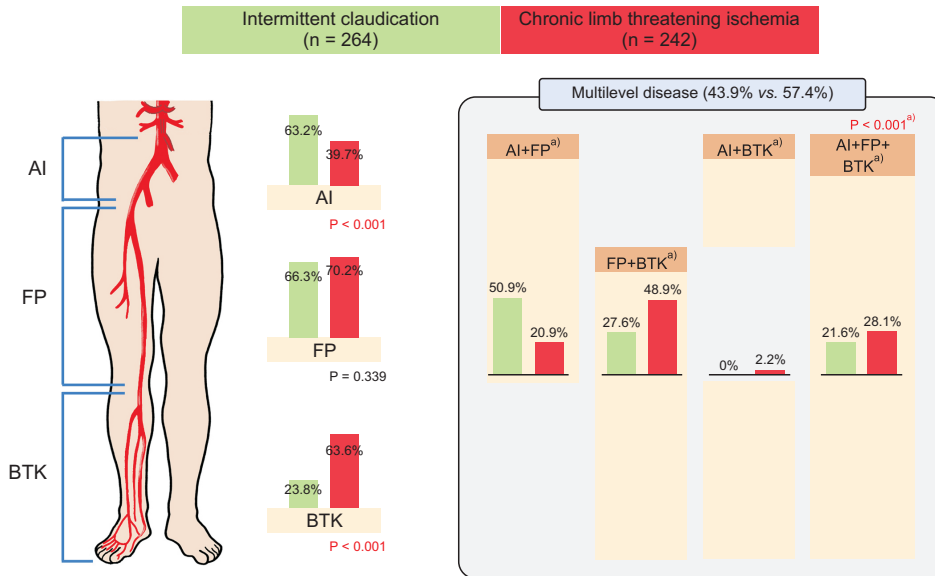 Intermittent claudication
(n = 264)
Chronic limb threatening ischemia
(n = 242)
Multilevel disease (43.9% vs. 57.4%)
P < 0.001a)
AI
FP
BTK
63.2%
39.7%
AI
P < 0.001
66.3%
70.2%
FP
P = 0.339
23.8%
63.6%
BTK
P < 0.001
AI+FPa)
50.9%
20.9%
FP+BTKa)
27.6%
48.9%
AI+BTKa)
0%
2.2%
AI+FP+
BTKa)
21.6%
28.1%